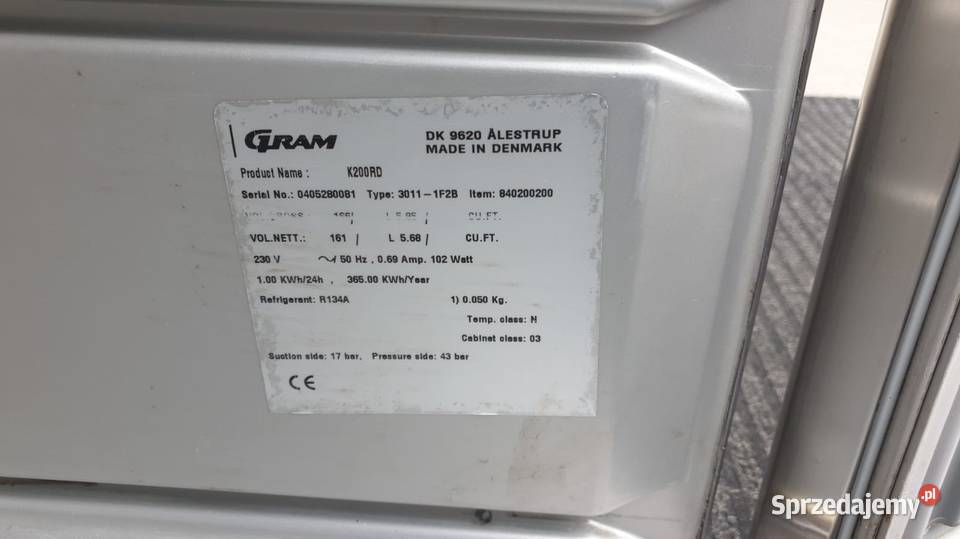 GRAM
DK 9620 ÅLESTRUP
MADE IN DENMARK
Product Name : K200RD
Serial No.: 0405280081 Type: 3011-1F2B Item: 840200200
CU.FT.
VOL.NETT.: 161 / L 5.68 / CU.FT.
230 V ~/ 50 Hz , 0.69 Amp. 102 Watt
1.00 KWh/24h , 365.00 KWh/Year
Refrigerant: R134A 1) 0.050 Kg.
Temp. class: N
Cabinet class: 03
Suction side: 17 bar, Pressure side: 43 bar
CE
Sprzedajemy.pl